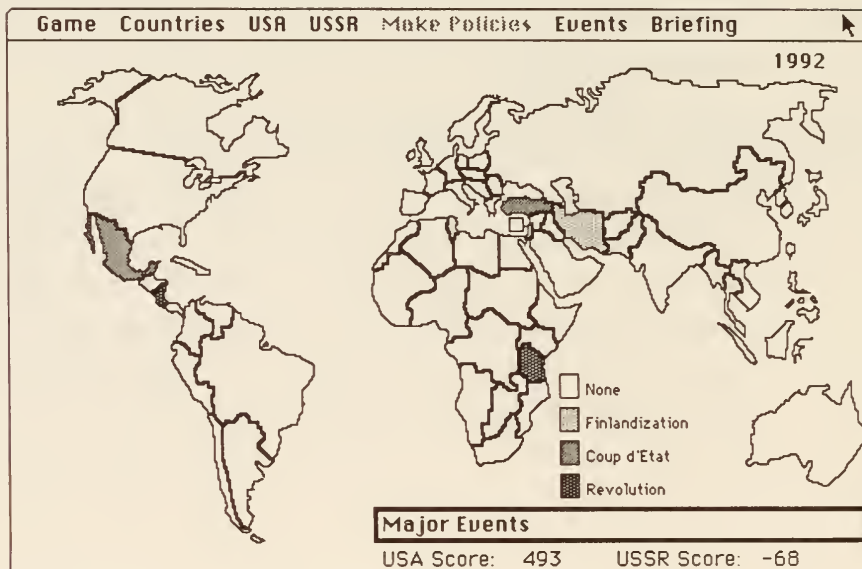 Game Countries USA USSR Make Policies Events Briefing
1992
None
Finlandization
Coup d'Etat
Revolution
Major Events
USA Score: 493 USSR Score: -68